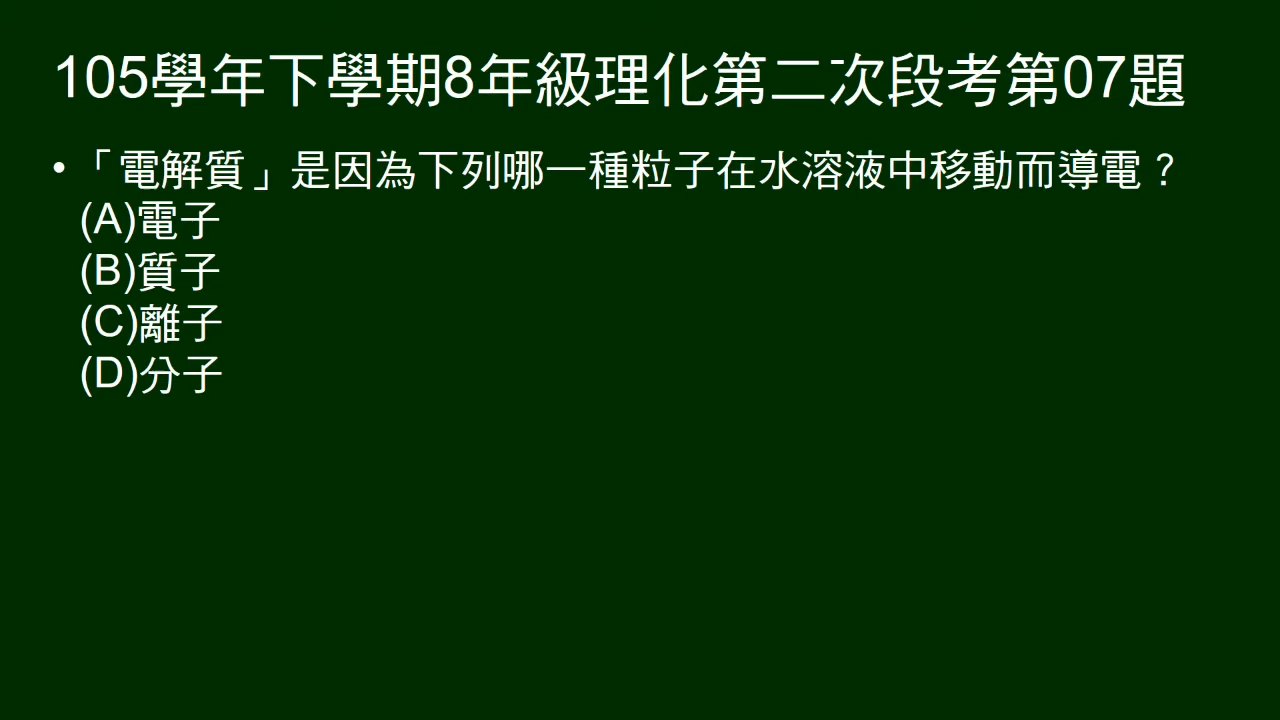 105學年下學期8年級理化第二次段考第07題
•「電解質」是因為下列哪一種粒子在水溶液中移動而導電？
(A)電子
(B)質子
(C)離子
(D)分子